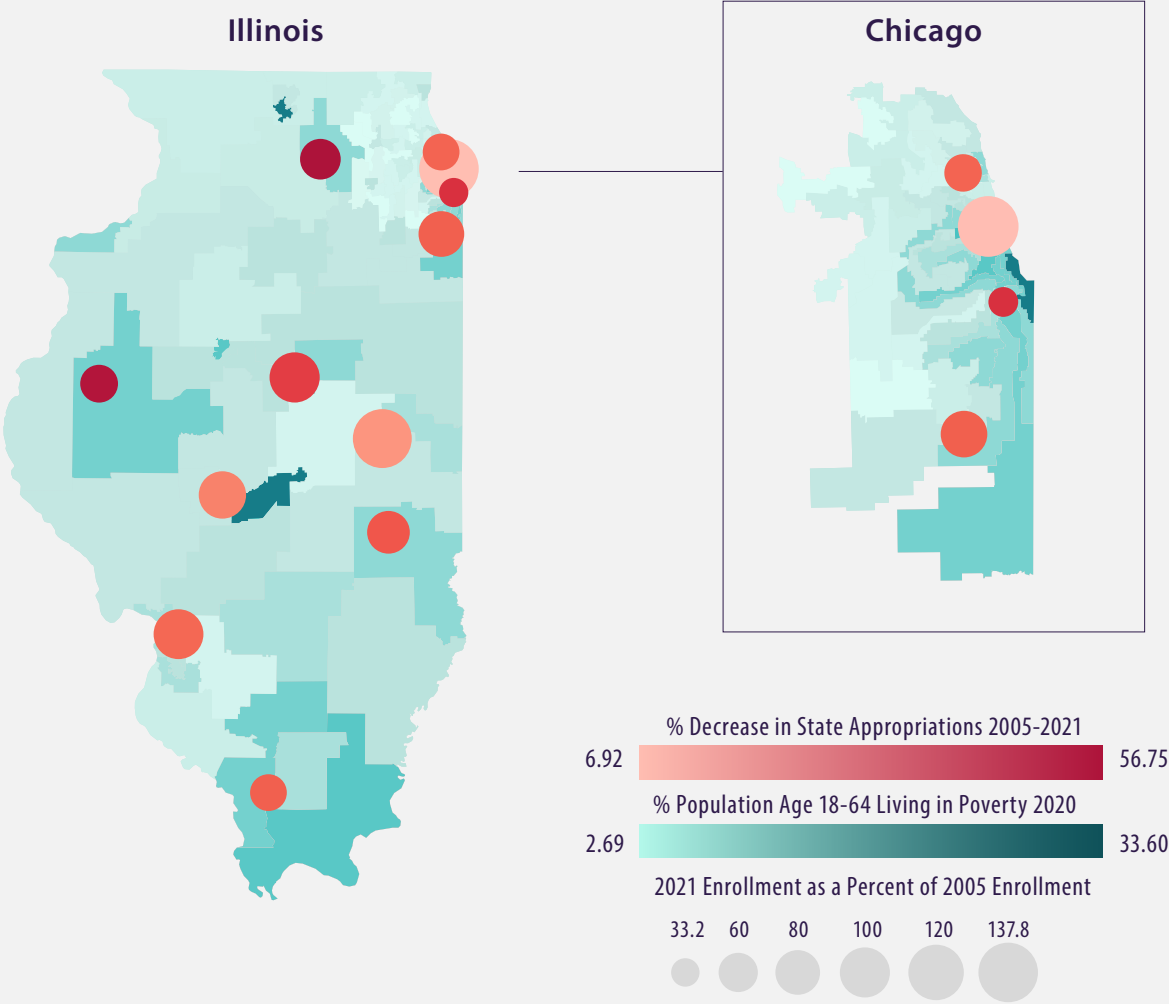 Illinois
Chicago
% Decrease in State Appropriations 2005-2021
6.92
56.75
% Population Age 18-64 Living in Poverty 2020
2.69
33.60
2021 Enrollment as a Percent of 2005 Enrollment
33.2 60 80 100 120 137.8